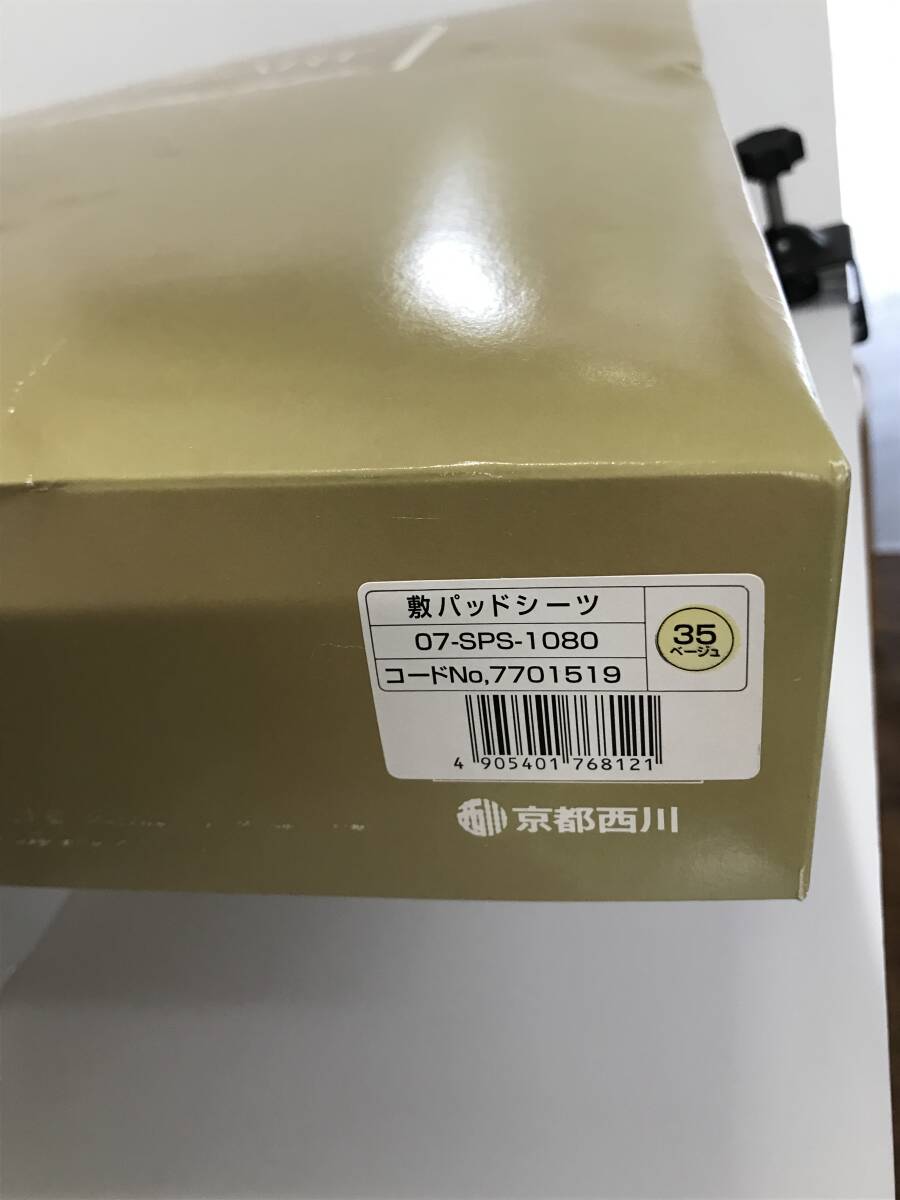 敷パッドシーツ
07-SPS-1080
コードNo,7701519
35
ベージュ
4 905401 768121
京都西川